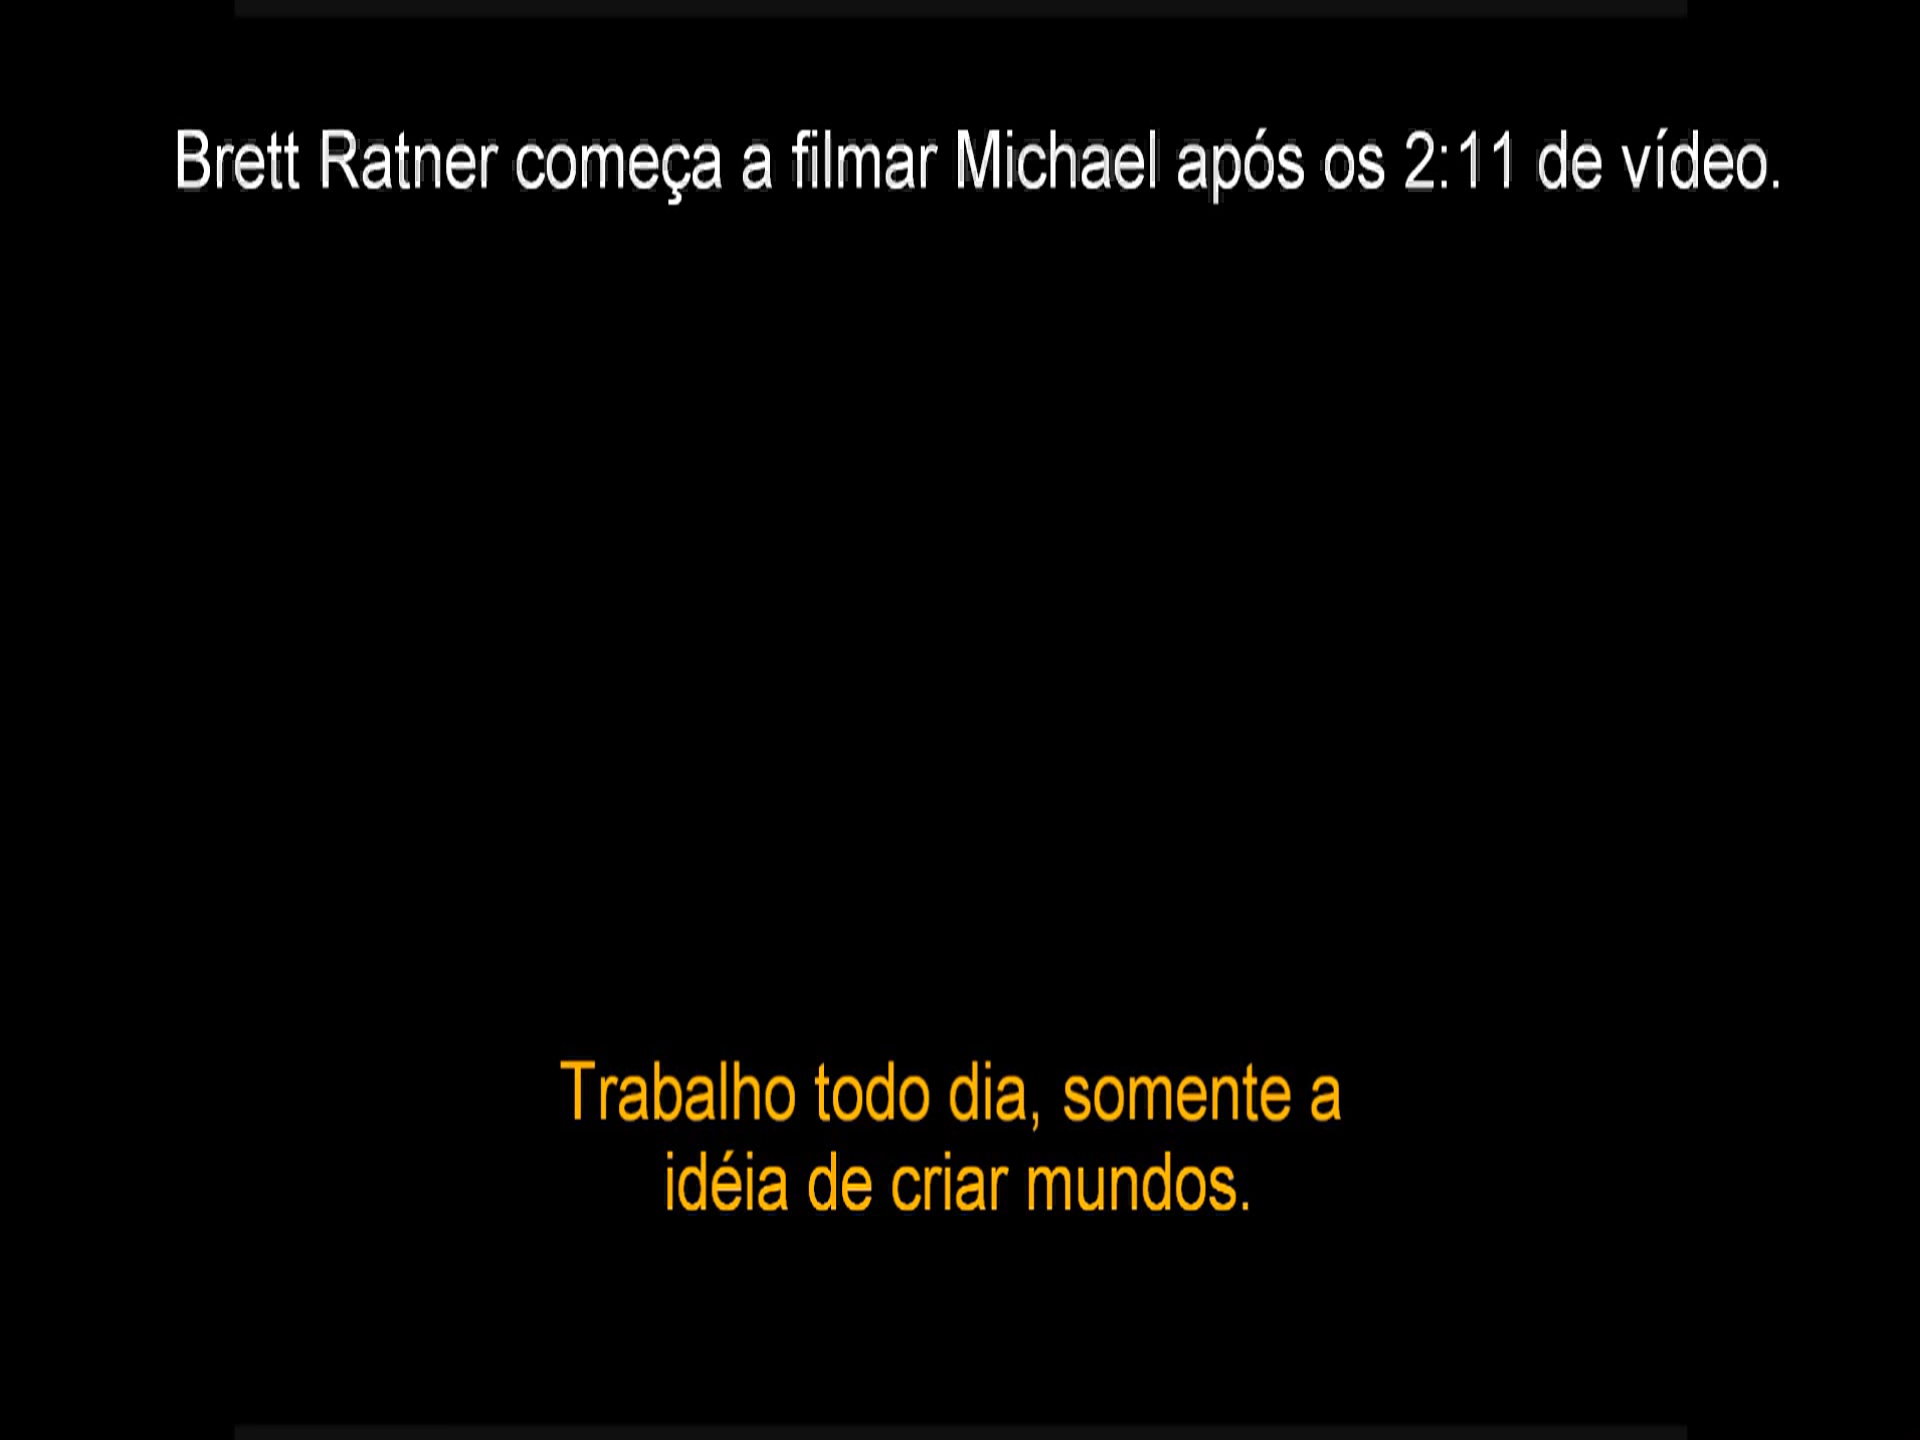 Brett Ratner começa a filmar Michael após os 2:11 de vídeo.
Trabalho todo dia, somente a
idéia de criar mundos.